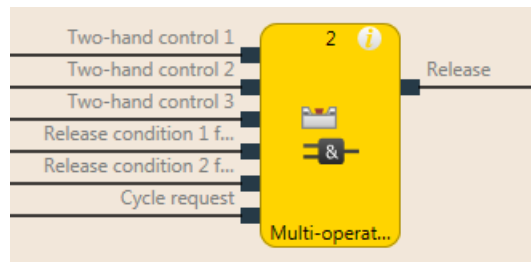 Two-hand control 1
Two-hand control 2
Two-hand control 3
Release condition 1 f...
Release condition 2 f...
Cycle request
2 i
&
Multi-operat...
Release